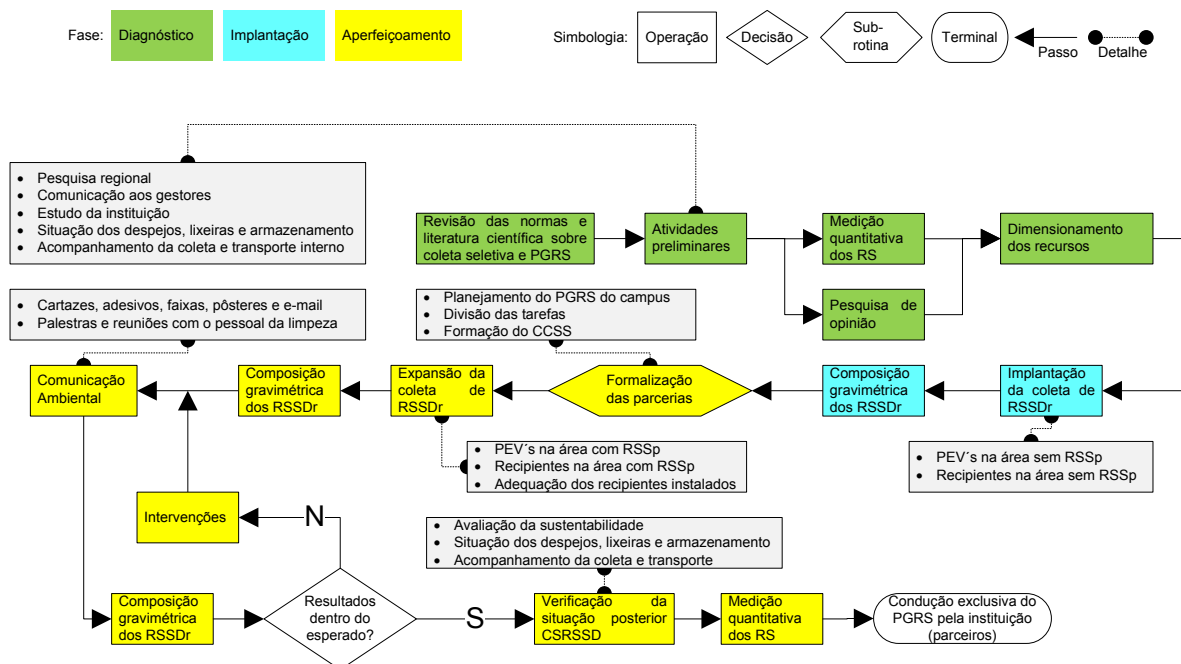 Fase:
Diagnóstico
Implantação
Aperfeiçoamento
Simbologia:
Operação
Decisão
Sub-
rotina
Terminal
Passo
Detalhe
• Pesquisa regional
• Comunicação aos gestores
• Estudo da instituição
• Situação dos despejos, lixeiras e armazenamento
• Acompanhamento da coleta e transporte interno
Revisão das normas e
literatura científica sobre
coleta seletiva e PGRS
Atividades
preliminares
Medição
quantitativa
dos RS
Pesquisa de
opinião
Dimensionamento
dos recursos
• Cartazes, adesivos, faixas, pôsteres e e-mail
• Palestras e reuniões com o pessoal da limpeza
• Planejamento do PGRS do campus
• Divisão das tarefas
• Formação do CCSS
Comunicação
Ambiental
Composição
gravimétrica
dos RSSDr
Expansão da
coleta de
RSSDr
Formalização
das parcerias
Composição
gravimétrica
dos RSSDr
Implantação
da coleta de
RSSDr
• PEV´s na área com RSSp
• Recipientes na área com RSSp
• Adequação dos recipientes instalados
• PEV´s na área sem RSSp
• Recipientes na área sem RSSp
Intervenções
N
• Avaliação da sustentabilidade
• Situação dos despejos, lixeiras e armazenamento
• Acompanhamento da coleta e transporte
Composição
gravimétrica
dos RSSDr
Resultados
dentro do
esperado?
S
Verificação da
situação posterior
CSRSSD
Medição
quantitativa
dos RS
Condução exclusiva do
PGRS pela instituição
(parceiros)